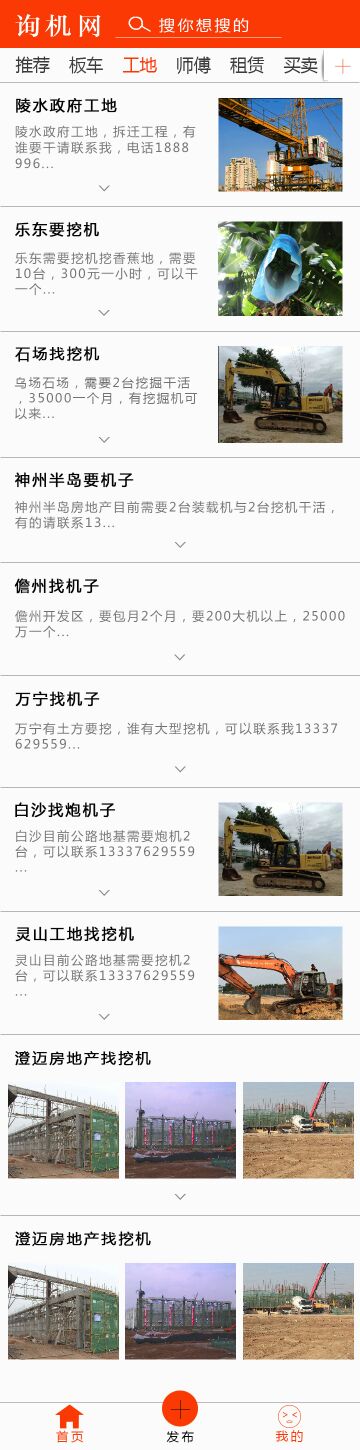 询机网
搜你想搜的
推荐 板车 工地 师傅 租赁 买卖
陵水政府工地
陵水政府工地，拆迁工程，有
谁要干请联系我，电话1888
996...
乐东要挖机
乐东需要挖机挖香蕉地，需要
10台，300元一小时，可以干
一个...
石场找挖机
乌场石场，需要2台挖掘干活
，35000一个月，有挖掘机可
以来...
神州半岛要机子
神州半岛房地产目前需要2台装载机与2台挖机干活，
有的请联系13...
儋州找机子
儋州开发区，要包月2个月，要200大机以上，25000
万一个...
万宁找机子
万宁有土方要挖，谁有大型挖机，可以联系我13337
629559...
白沙找炮机子
白沙目前公路地基需要炮机2
台，可以联系13337629559
...
灵山工地找挖机
灵山目前公路地基需要挖机2
台，可以联系13337629559
...
澄迈房地产找挖机
澄迈房地产找挖机
首页 发布 我的